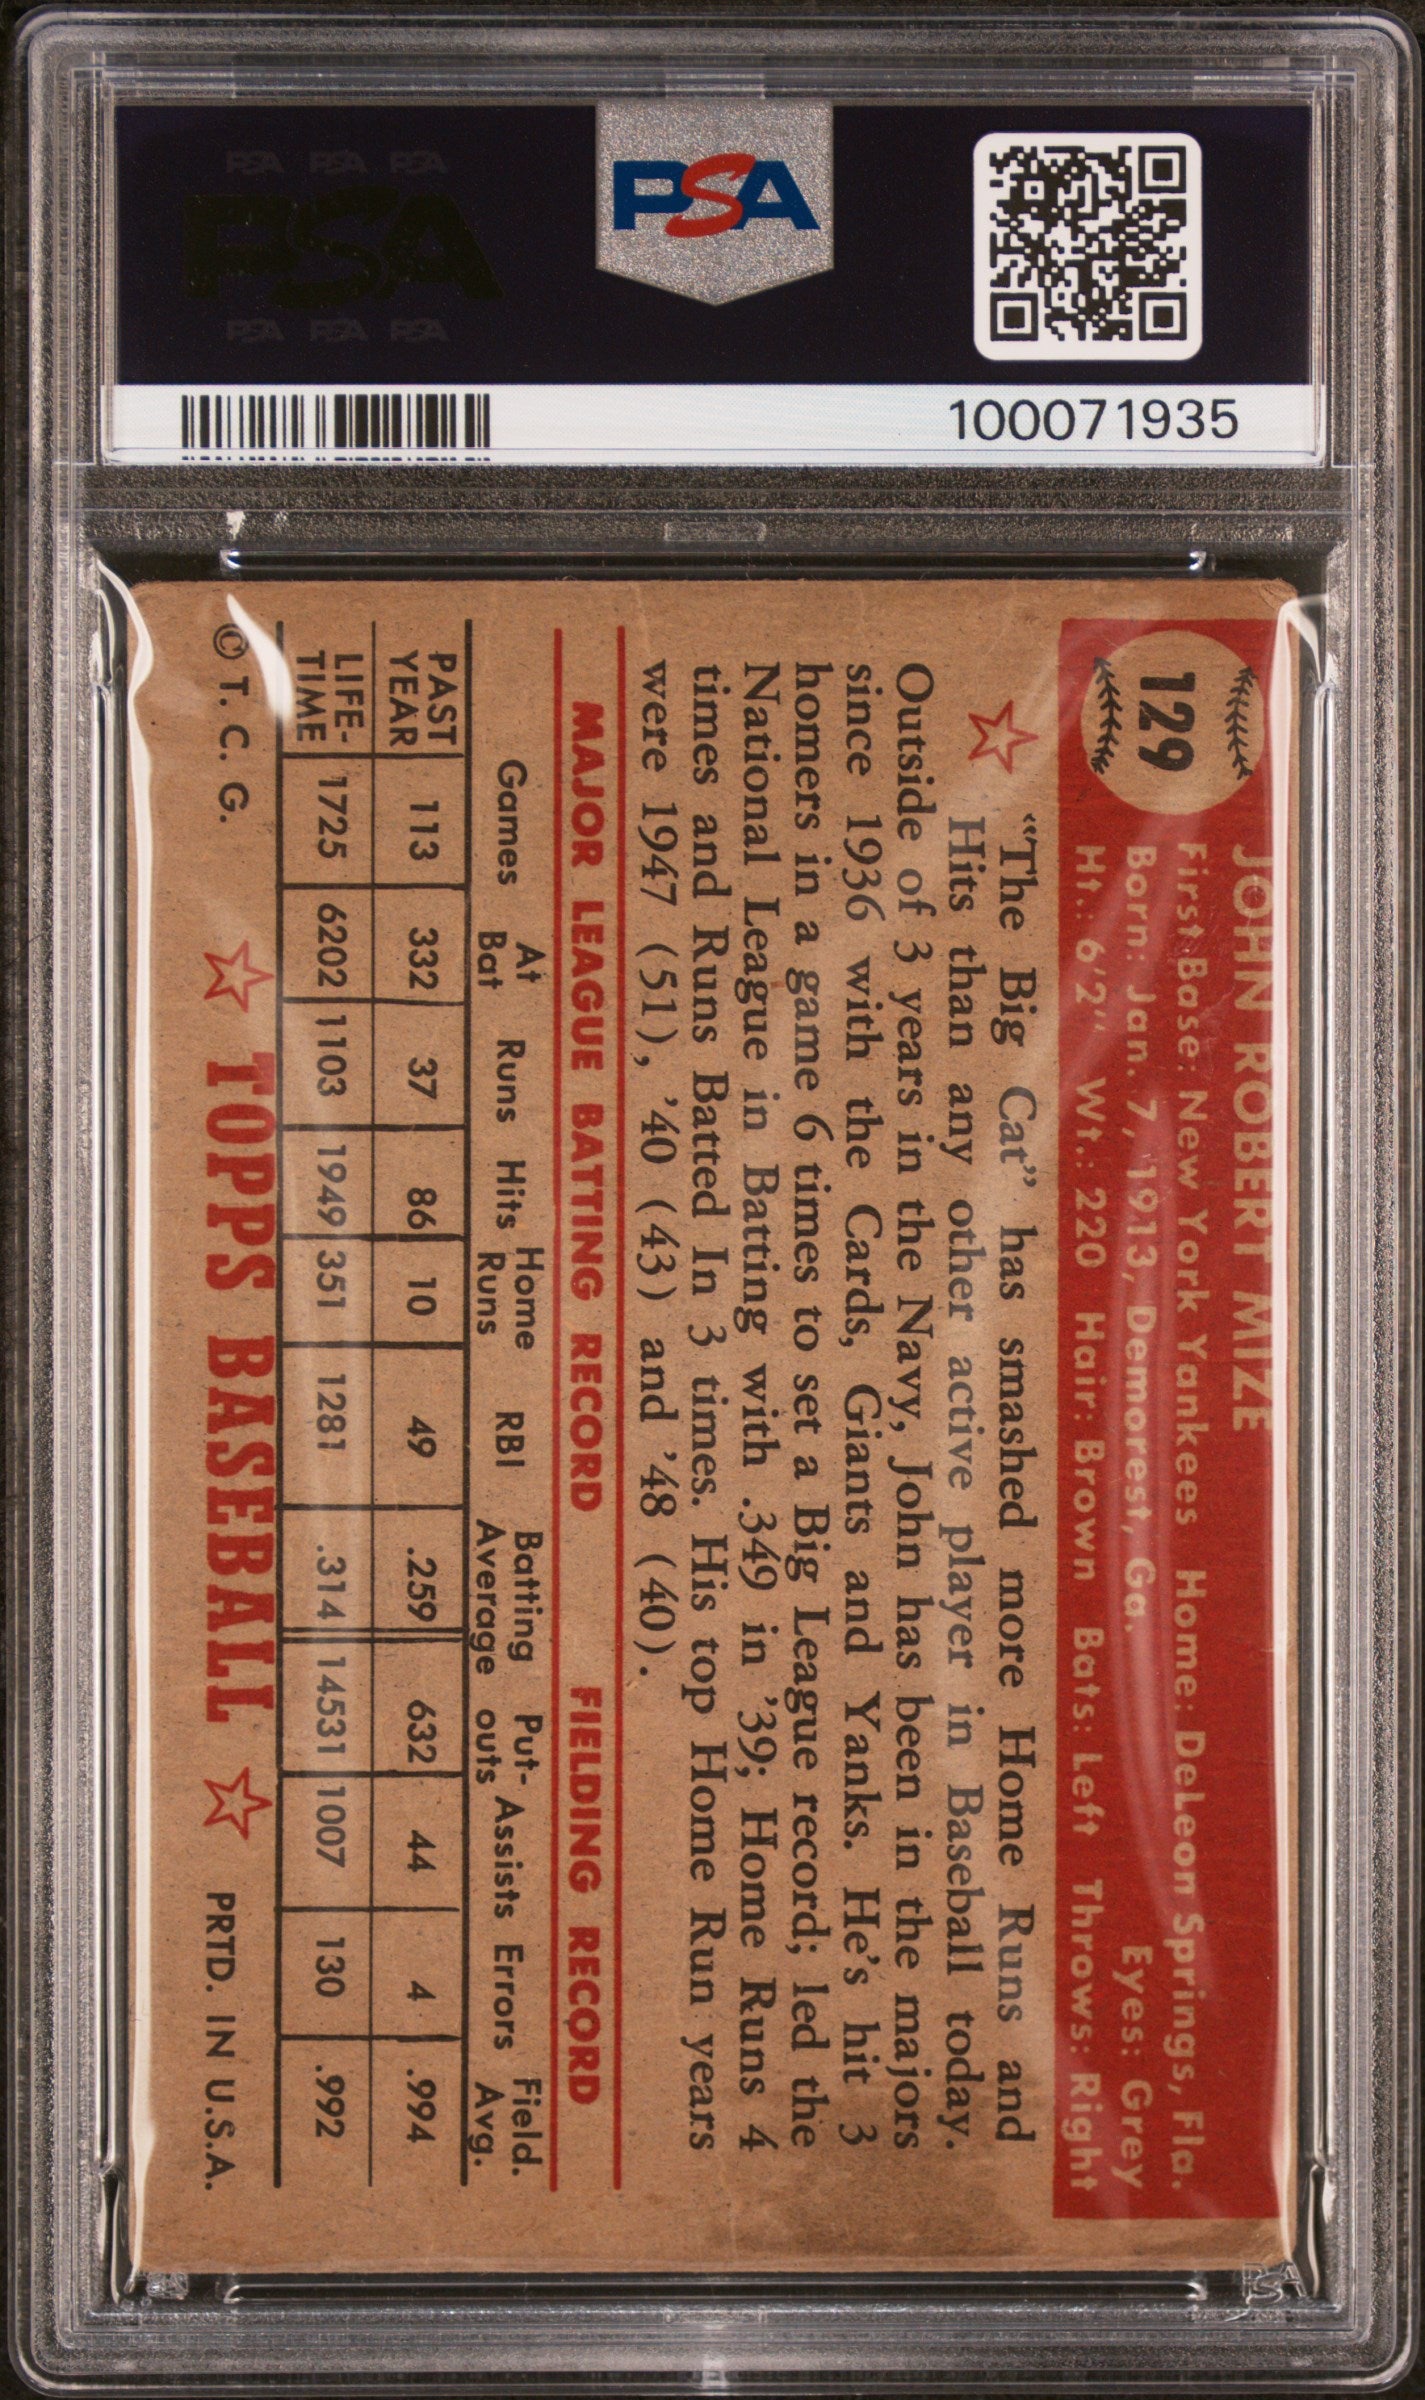 PSA PSA PSA
PSA
PSA PSA PSA
PSA
100071935
129
JOHN ROBERT MIZE
First Base: New York Yankees Home: DeLeon Springs, Fla.
Born: Jan. 7, 1913, Demorest, Ga. Eyes: Grey
Ht.: 6'2" Wt.: 220 Hair: Brown Bats: Left Throws: Right
"The Big Cat" has smashed more Home Runs and
Hits than any other active player in Baseball today.
Outside of 3 years in the Navy, John has been in the majors
since 1936 with the Cards, Giants and Yanks. He's hit 3
homers in a game 6 times to set a Big League record; led the
National League in Batting with .349 in '39; Home Runs 4
times and Runs Batted In 3 times. His top Home Run years
were 1947 (51), '40 (43) and '48 (40).
MAJOR LEAGUE BATTING RECORD FIELDING RECORD
Games At Bat Runs Hits Home Runs RBI Batting Average Put-outs Assists Errors Field. Avg.
PAST YEAR 113 332 37 86 10 49 .259 632 44 4 .994
LIFE-TIME 1725 6202 1103 1949 351 1281 .314 14531 1007 130 .992
© T. C. G. TOPPS BASEBALL PRTD. IN U.S.A.
PSA